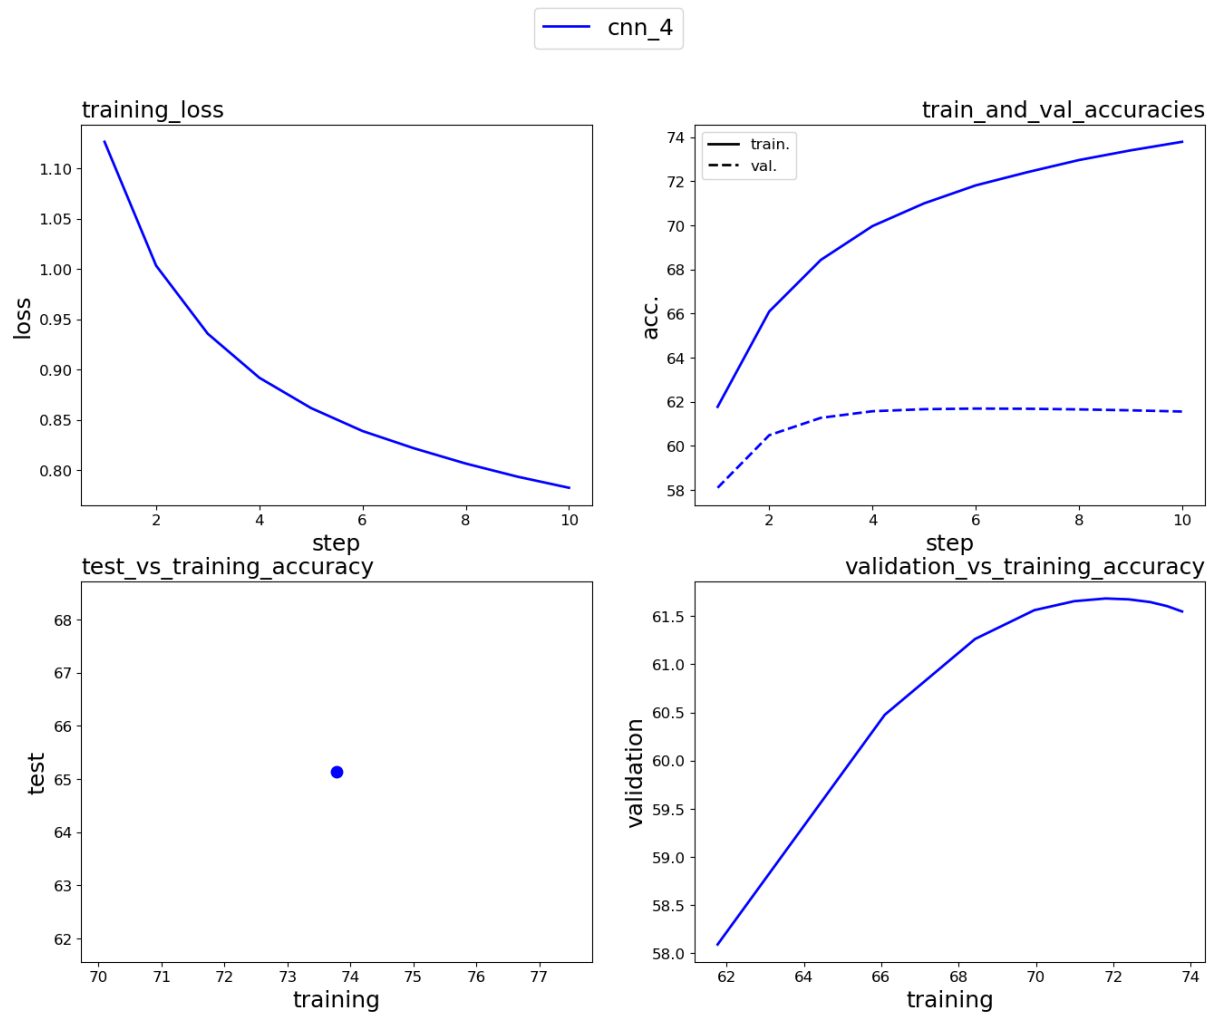 cnn_4
training_loss
loss
1.10
1.05
1.00
0.95
0.90
0.85
0.80
2 4 6 8 10
step
train_and_val_accuracies
train.
val.
acc.
74
72
70
68
66
64
62
60
58
2 4 6 8 10
step
test_vs_training_accuracy
test
68
67
66
65
64
63
62
70 71 72 73 74 75 76 77
training
validation_vs_training_accuracy
validation
61.5
61.0
60.5
60.0
59.5
59.0
58.5
58.0
62 64 66 68 70 72 74
training